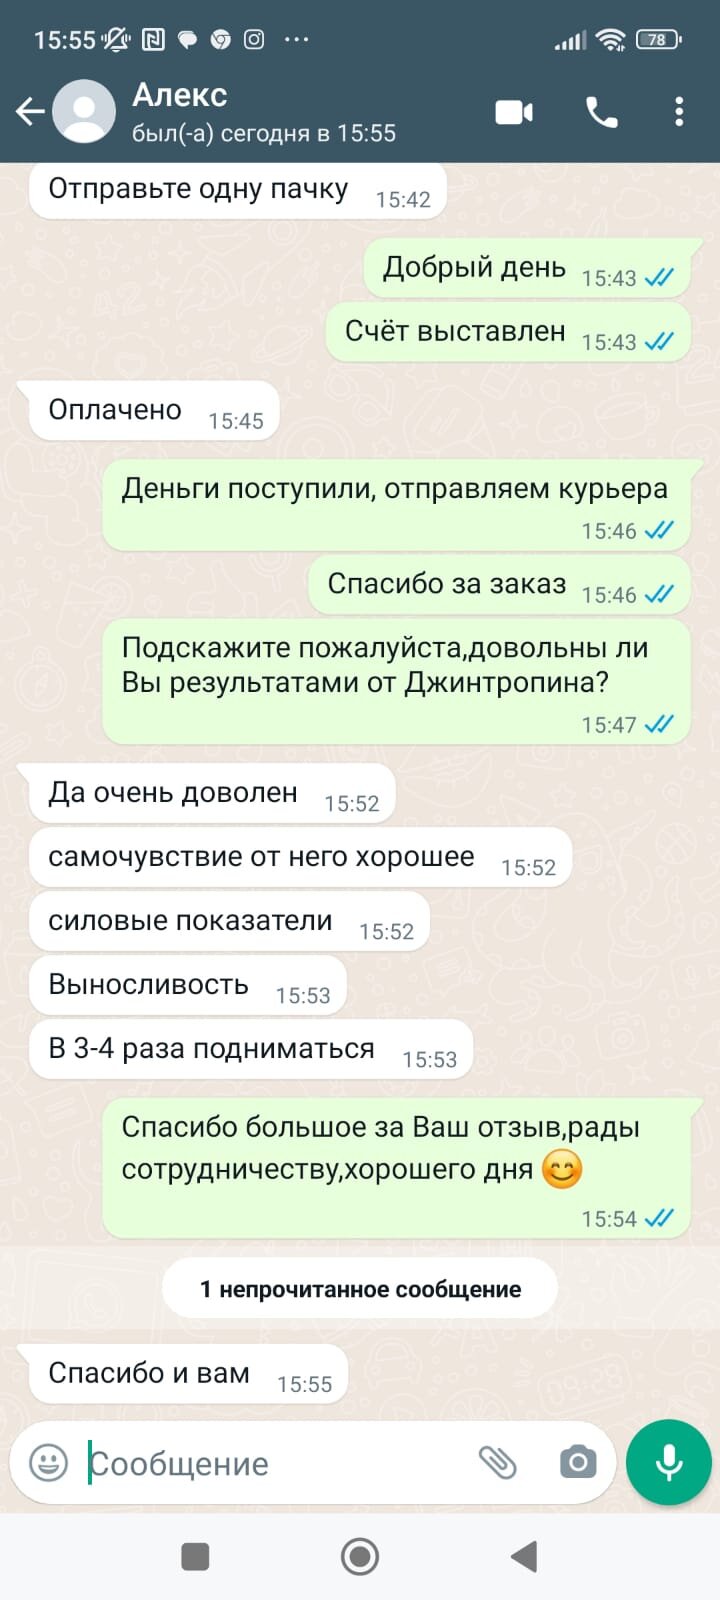 15:55
78
Алекс
был(-а) сегодня в 15:55
Отправьте одну пачку 15:42
Добрый день 15:43
Счёт выставлен 15:43
Оплачено 15:45
Деньги поступили, отправляем курьера
15:46
Спасибо за заказ 15:46
Подскажите пожалуйста,довольны ли
Вы результатами от Джинтропина?
15:47
Да очень доволен 15:52
самочувствие от него хорошее 15:52
силовые показатели 15:52
Выносливость 15:53
В 3-4 раза подниматься 15:53
Спасибо большое за Ваш отзыв,рады
сотрудничеству,хорошего дня 😊
15:54
1 непрочитанное сообщение
Спасибо и вам 15:55
Сообщение